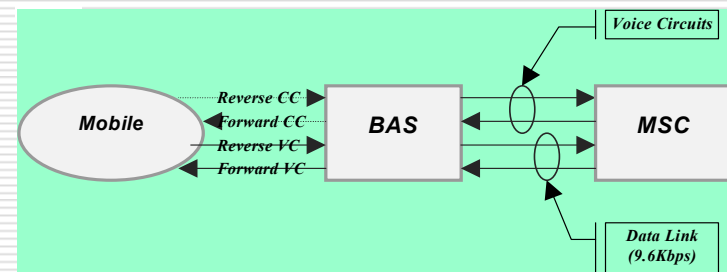 Voice Circuits
Reverse CC
Mobile
Forward CC
BAS
MSC
Reverse VC
Forward VC
Data Link
(9.6Kbps)